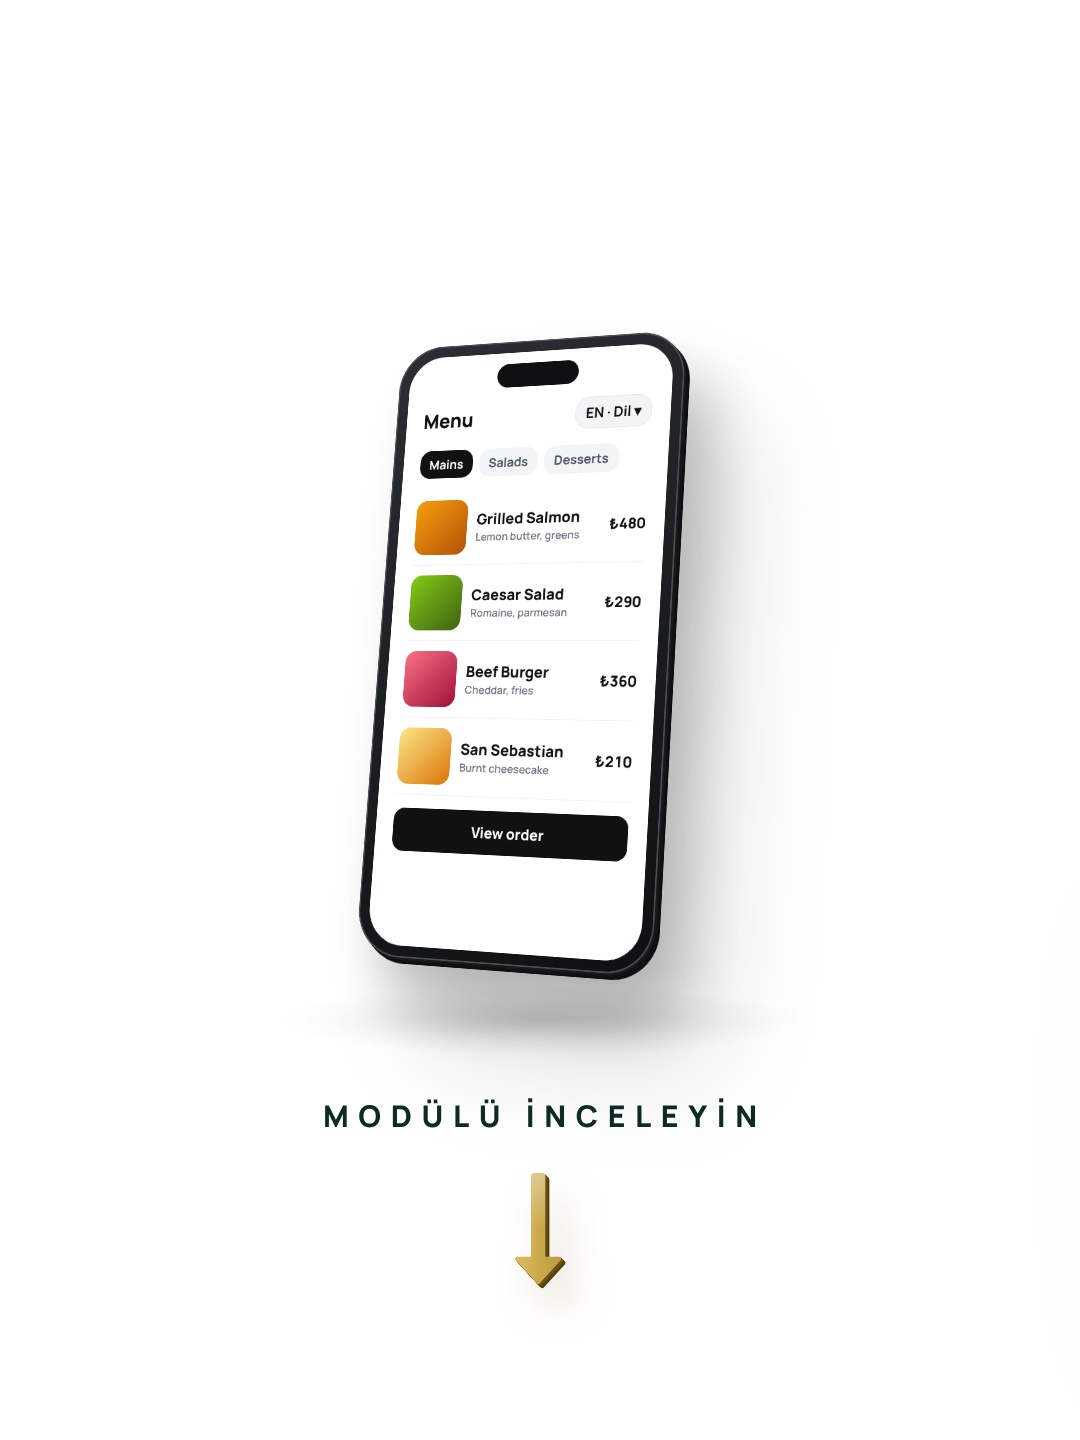 Menu
EN · Dil ▾
Mains Salads Desserts
Grilled Salmon
Lemon butter, greens
₺480
Caesar Salad
Romaine, parmesan
₺290
Beef Burger
Cheddar, fries
₺360
San Sebastian
Burnt cheesecake
₺210
View order
MODÜLÜ İNCELEYİN